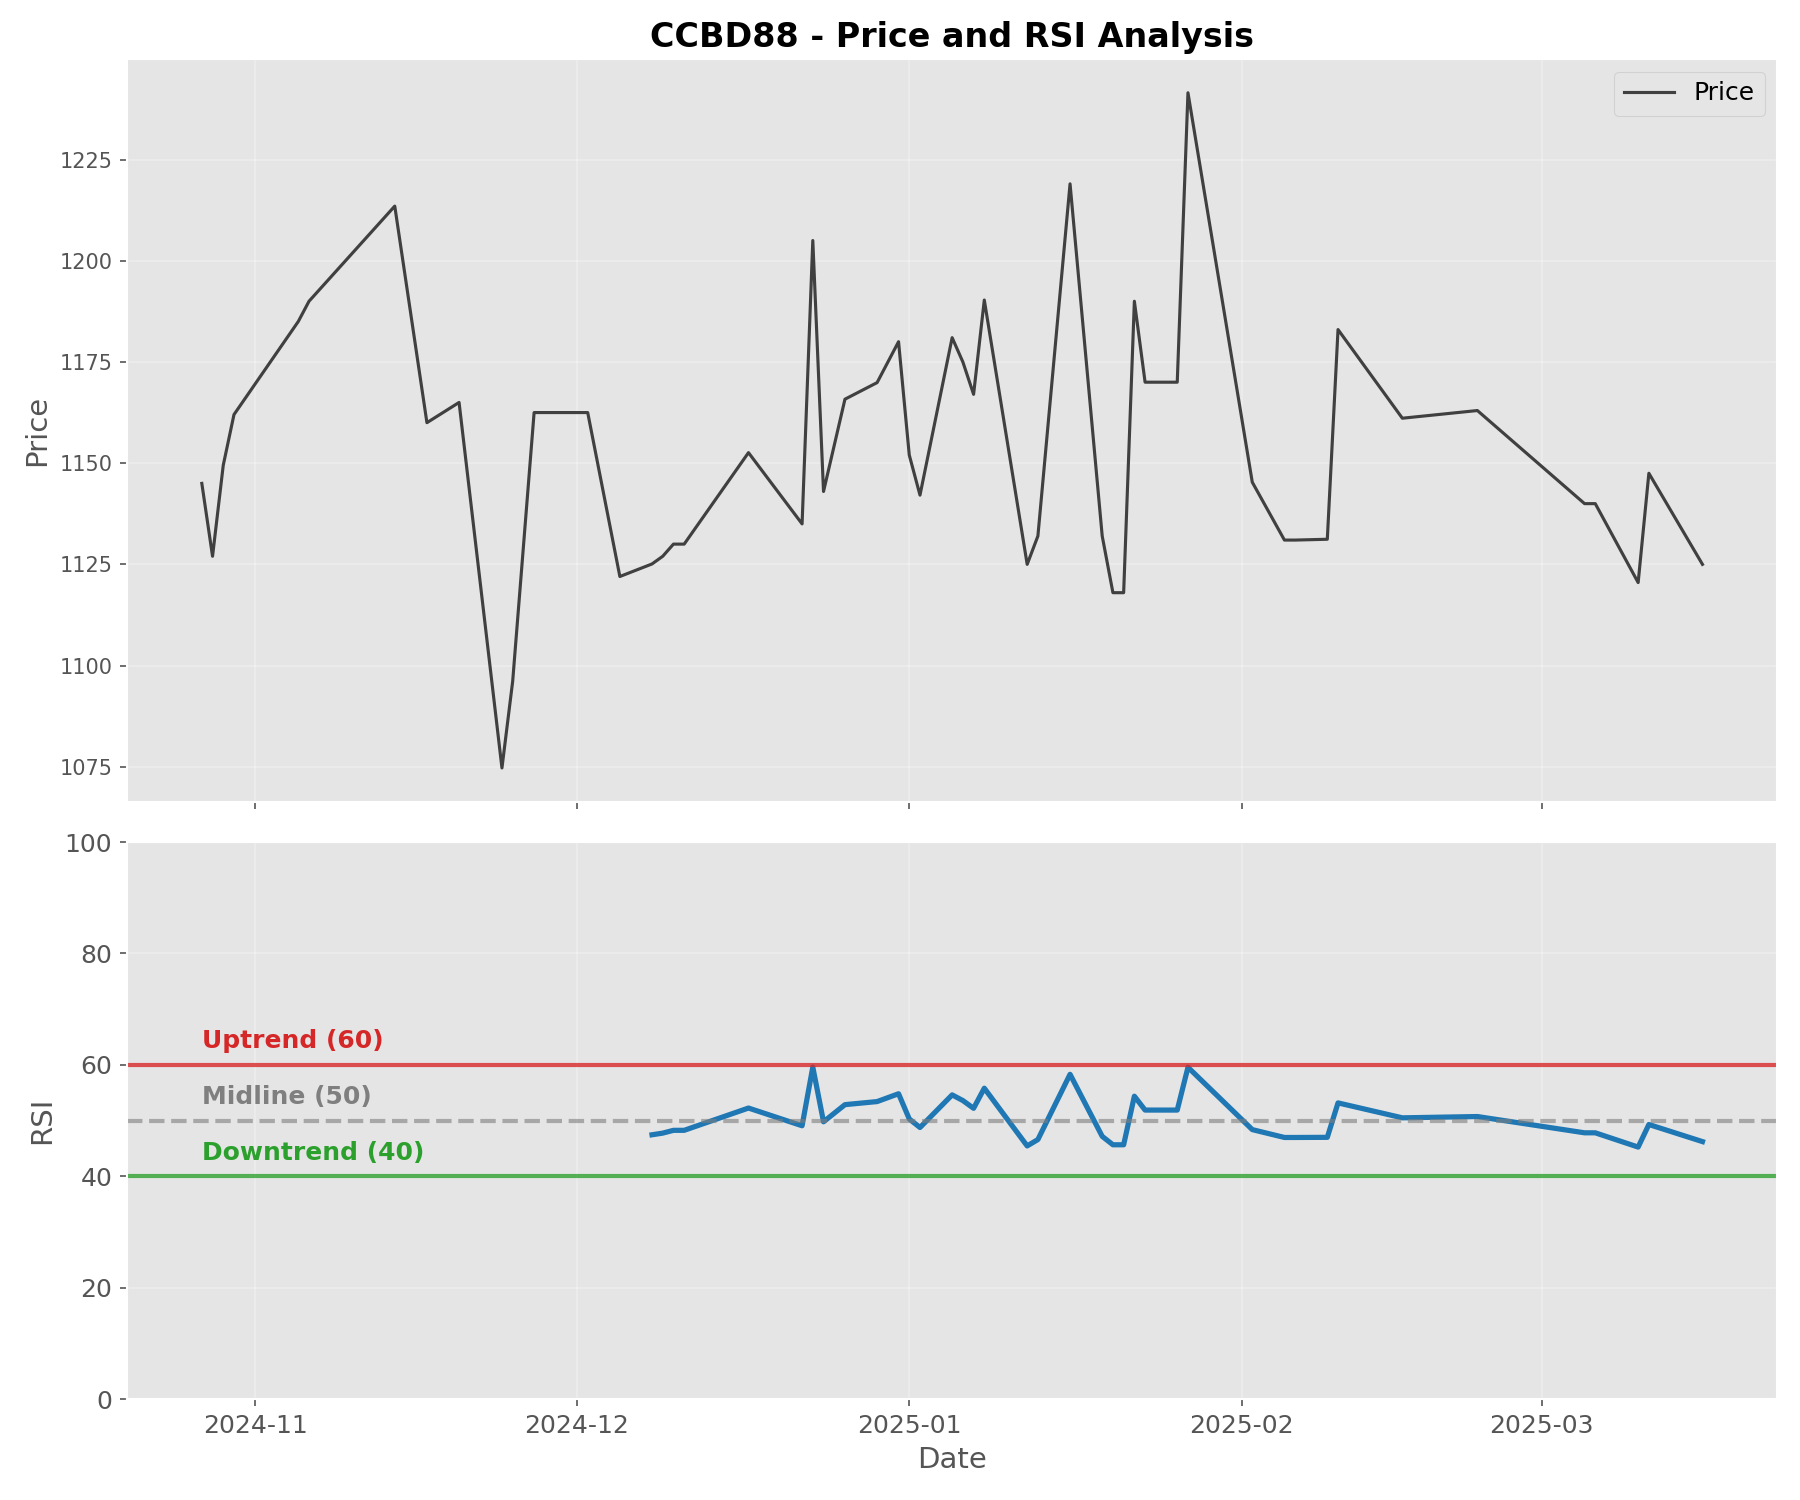 CCBD88 - Price and RSI Analysis
Price
1225
1200
1175
1150
1125
1100
1075
Price
100
80
60
40
20
0
RSI
Uptrend (60)
Midline (50)
Downtrend (40)
2024-11
2024-12
2025-01
2025-02
2025-03
Date